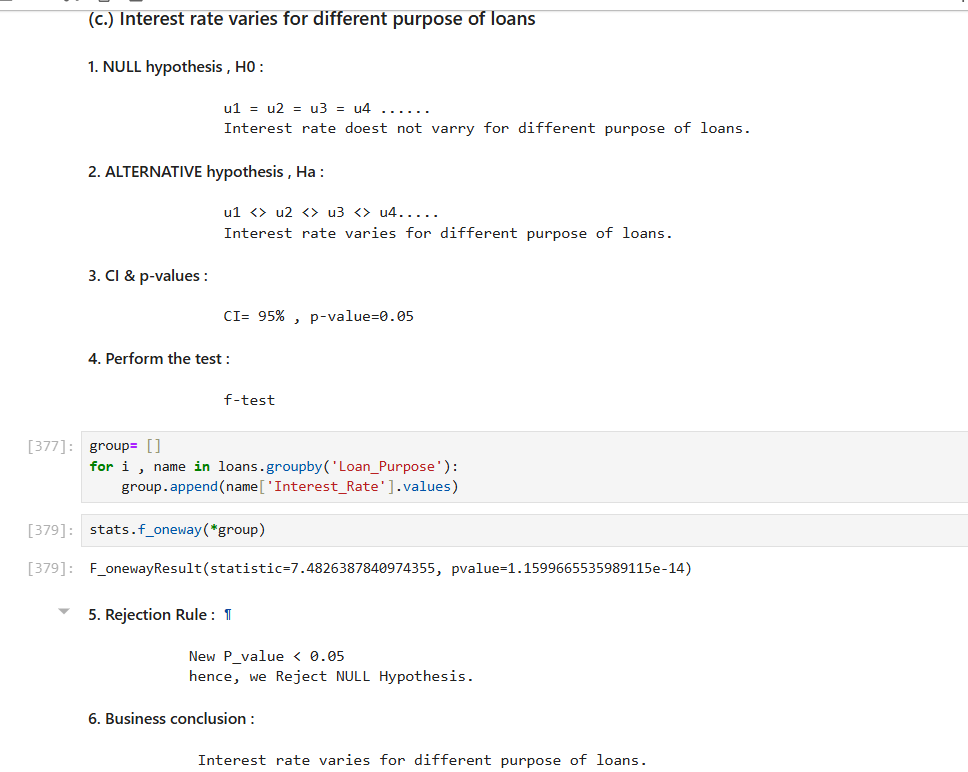 (c.) Interest rate varies for different purpose of loans
1. NULL hypothesis , H0 :
u1 = u2 = u3 = u4 ......
Interest rate doest not varry for different purpose of loans.
2. ALTERNATIVE hypothesis , Ha :
u1 <> u2 <> u3 <> u4.....
Interest rate varies for different purpose of loans.
3. CI & p-values :
CI= 95% , p-value=0.05
4. Perform the test :
f-test
[377]: group= []
for i , name in loans.groupby('Loan_Purpose'):
group.append(name['Interest_Rate'].values)
[379]: stats.f_oneway(*group)
[379]: F_onewayResult(statistic=7.4826387840974355, pvalue=1.1599665535989115e-14)
5. Rejection Rule : ¶
New P_value < 0.05
hence, we Reject NULL Hypothesis.
6. Business conclusion :
Interest rate varies for different purpose of loans.